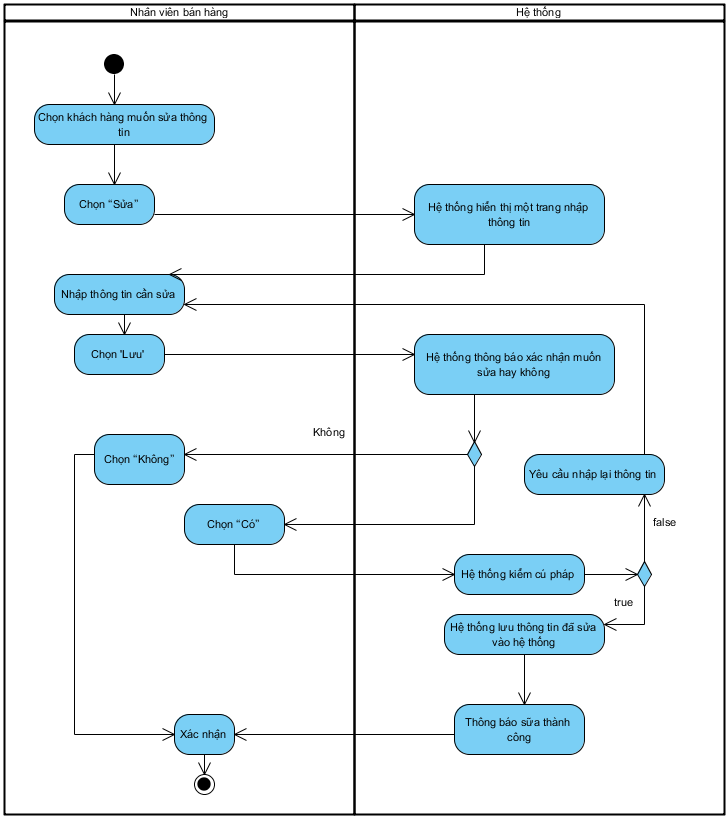 Nhân viên bán hàng
Hệ thống
Chọn khách hàng muốn sửa thông
tin
Chọn “Sửa”
Hệ thống hiển thị một trang nhập
thông tin
Nhập thông tin cần sửa
Chọn 'Lưu'
Hệ thống thông báo xác nhận muốn
sửa hay không
Không
Chọn “Không”
Yêu cầu nhập lại thông tin
Chọn “Có”
false
Hệ thống kiểm cú pháp
true
Hệ thống lưu thông tin đã sửa
vào hệ thống
Thông báo sữa thành
công
Xác nhận